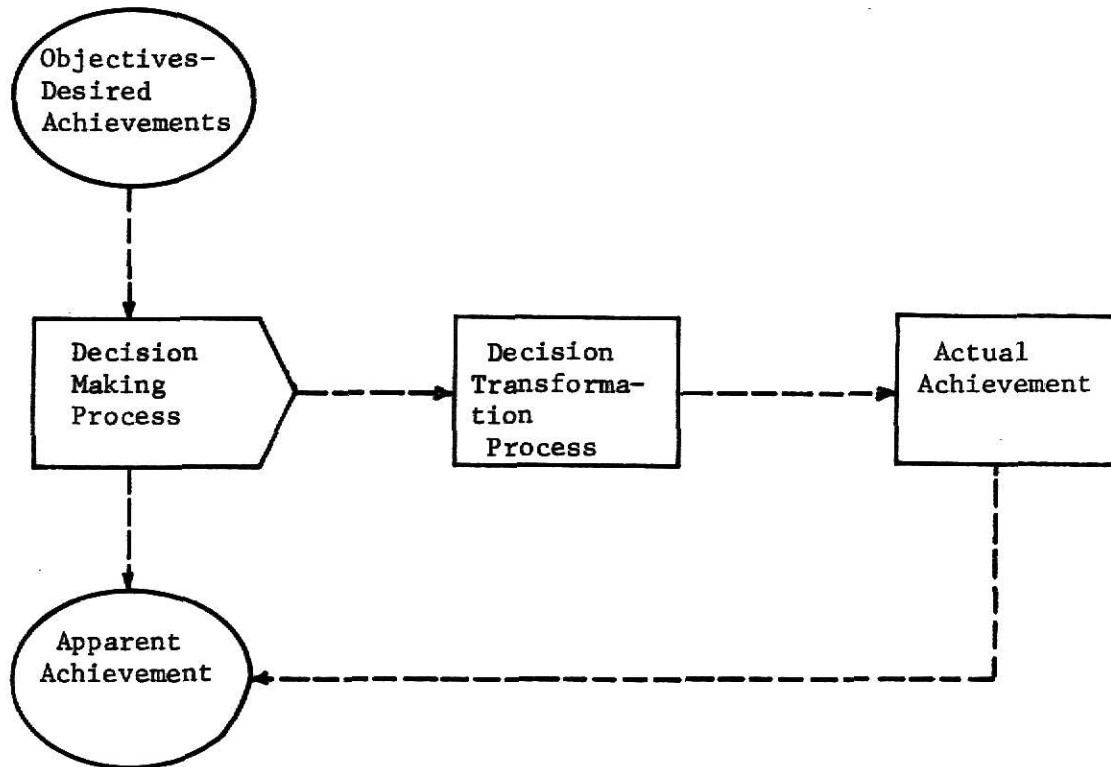 Objectives-
Desired
Achievements
Decision
Making
Process
Decision
Transforma-
tion
Process
Actual
Achievement
Apparent
Achievement